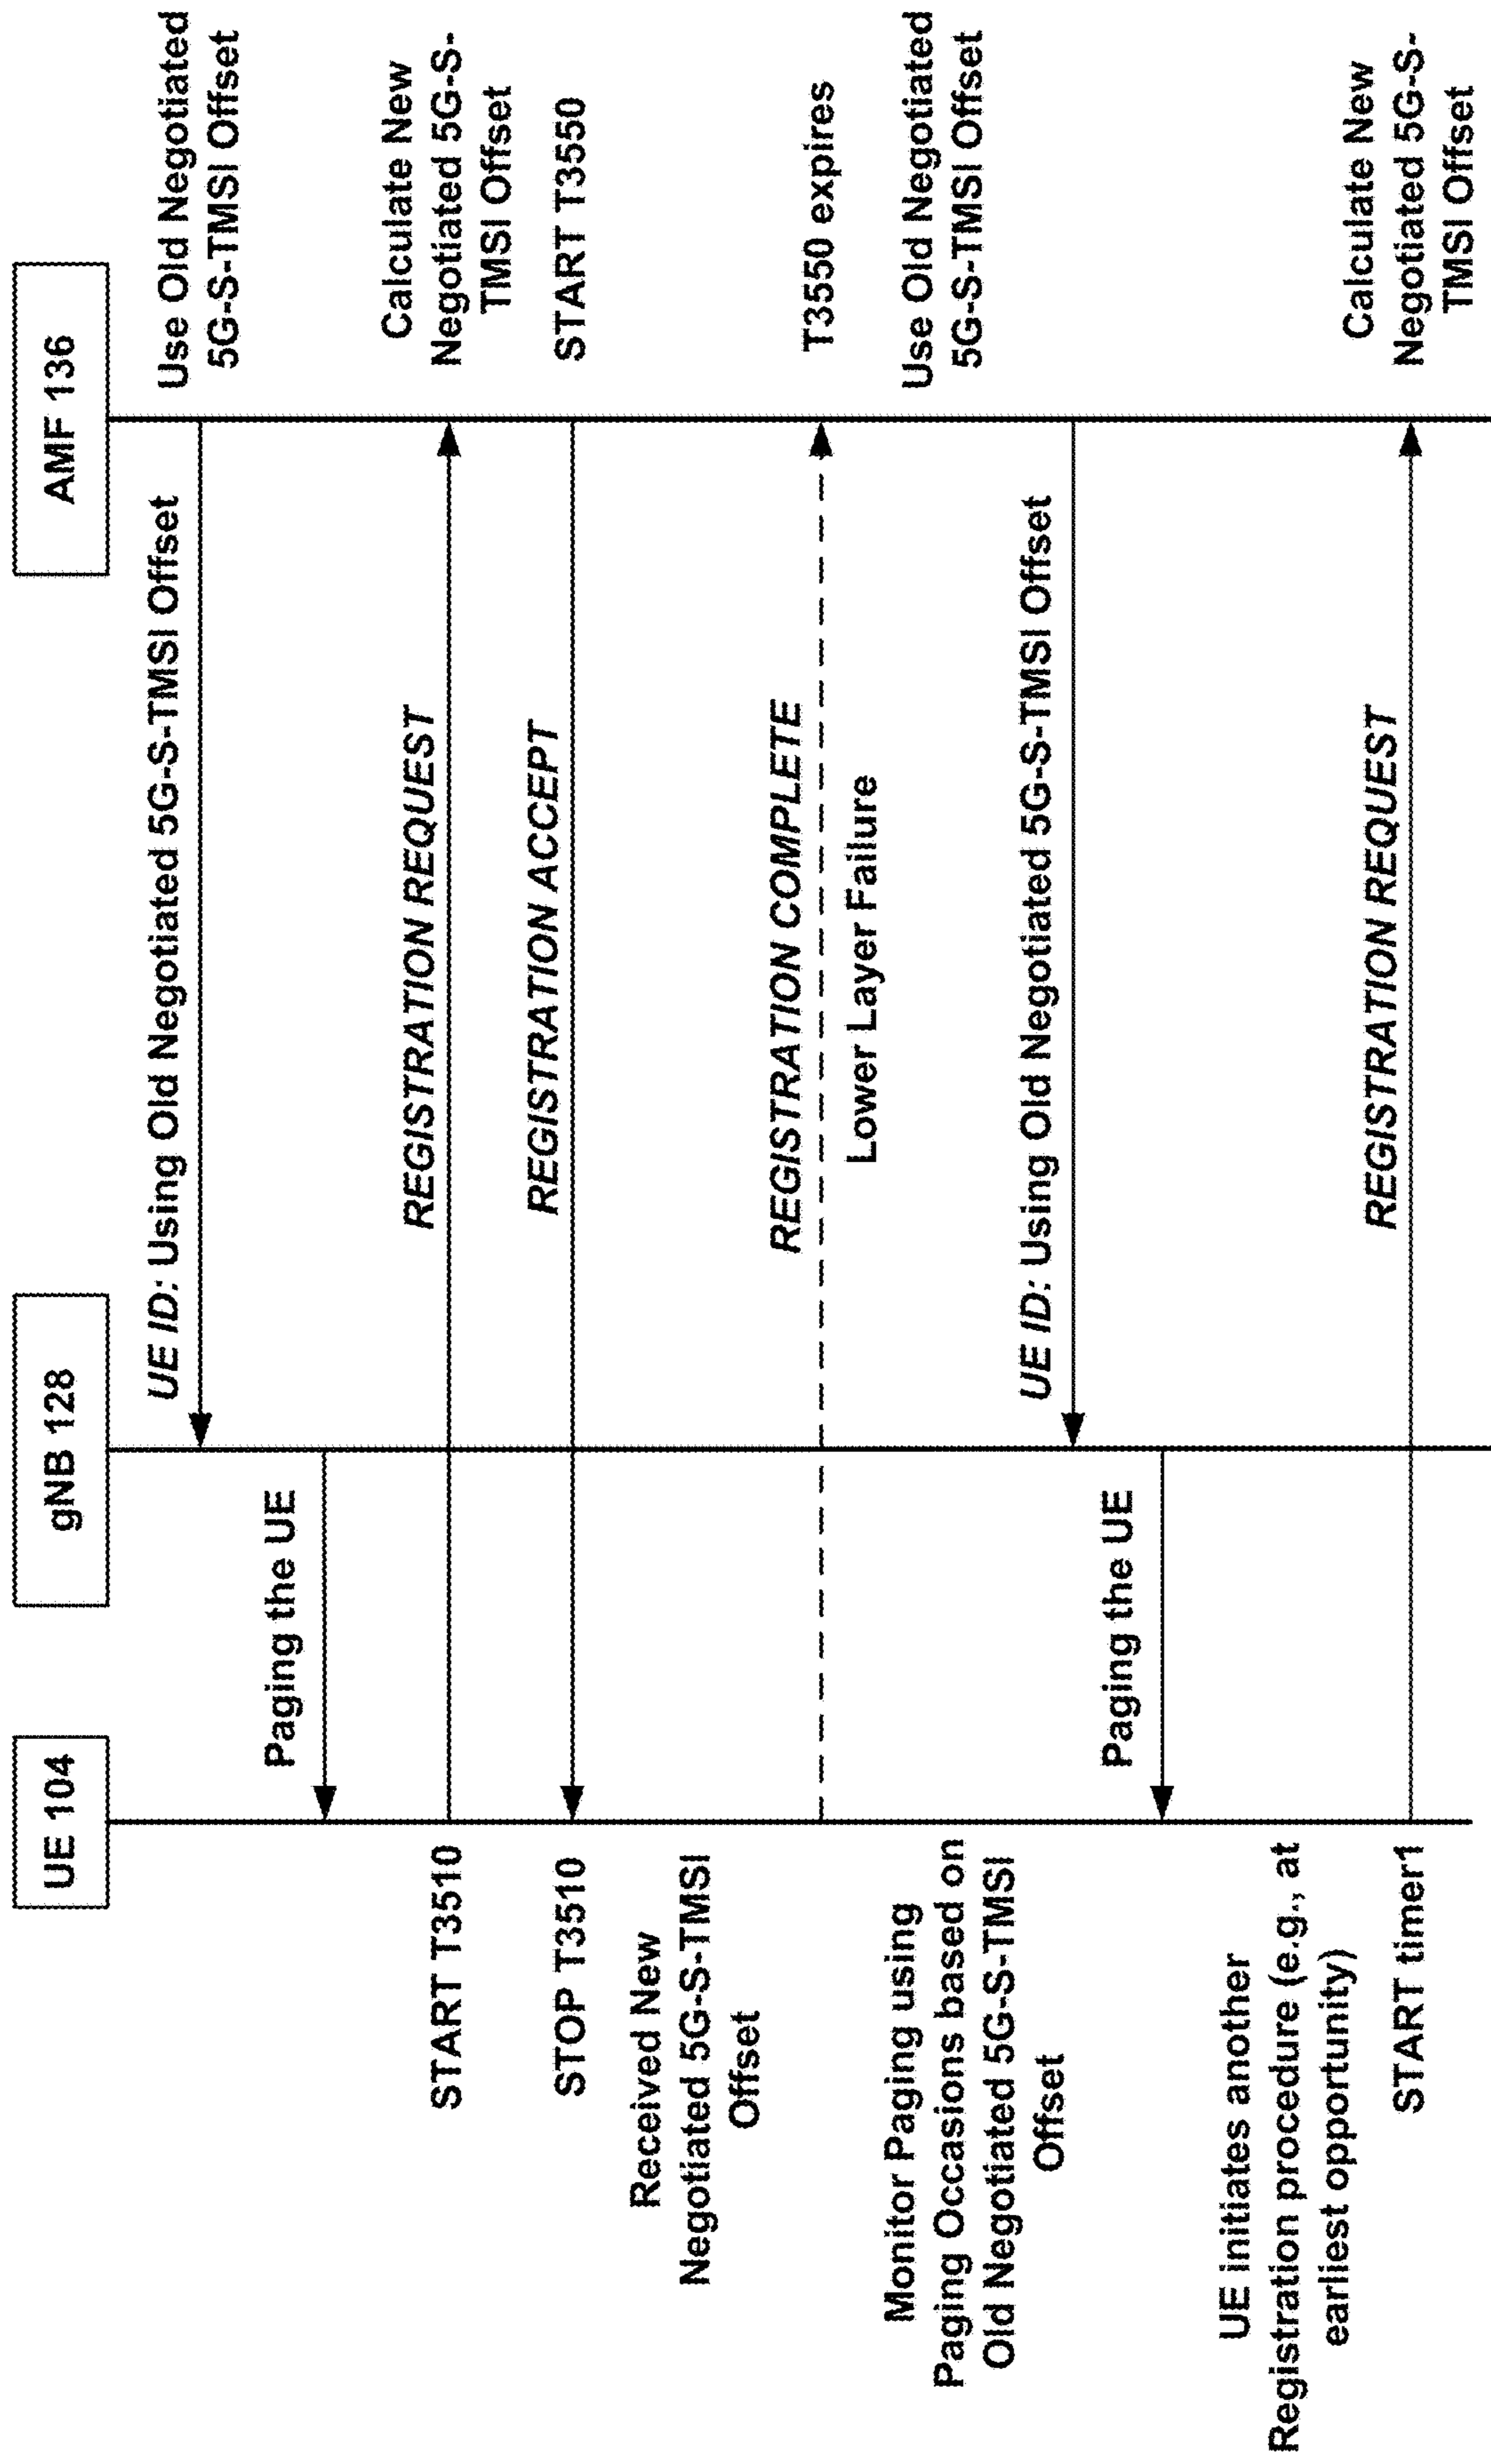 UE 104
gNB 128
AMF 136
Use Old Negotiated
5G-S-TMSI Offset
UE ID: Using Old Negotiated 5G-S-TMSI Offset
Paging the UE
START T3510
REGISTRATION REQUEST
Calculate New
Negotiated 5G-S-
TMSI Offset
STOP T3510
REGISTRATION ACCEPT
START T3550
Received New
Negotiated 5G-S-TMSI
Offset
REGISTRATION COMPLETE
Lower Layer Failure
T3550 expires
Monitor Paging using
Paging Occasions based on
Old Negotiated 5G-S-TMSI
Offset
Use Old Negotiated
5G-S-TMSI Offset
UE ID: Using Old Negotiated 5G-S-TMSI Offset
Paging the UE
UE initiates another
Registration procedure (e.g., at
earliest opportunity)
START timer1
REGISTRATION REQUEST
Calculate New
Negotiated 5G-S-
TMSI Offset